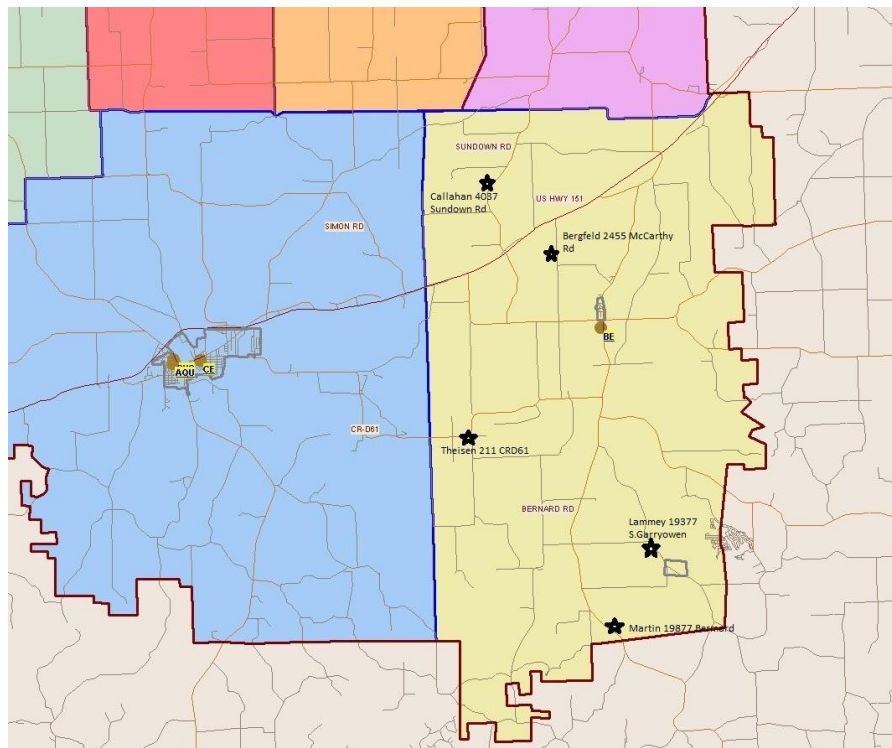 SUNDOWN RD
Callahan 4087
Sundown Rd
US HWY 151
SIMON RD
Bergfeld 2455 McCarthy
Rd
BE
AQU
CE
CR-D61
Theisen 211 CRD61
BERNARD RD
Lammey 19377
S.Garryowen
Martin 19877 Bernard